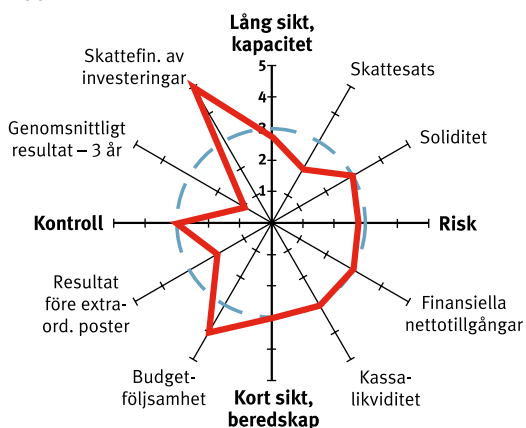 Lång sikt,
kapacitet
Skattefin. av
investeringar
Skattesats
Genomsnittligt
resultat – 3 år
Soliditet
5
4
3
2
1
Kontroll
Risk
Resultat
före extra-
ord. poster
Finansiella
nettotillgångar
Budget-
följsamhet
Kassa-
likviditet
Kort sikt,
beredskap